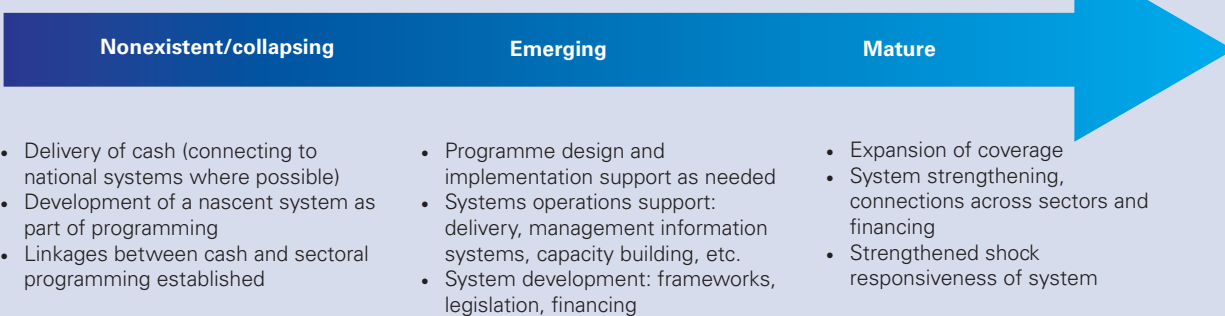 Nonexistent/collapsing
Emerging
Mature
• Delivery of cash (connecting to
national systems where possible)
• Development of a nascent system as
part of programming
• Linkages between cash and sectoral
programming established
• Programme design and
implementation support as needed
• Systems operations support:
delivery, management information
systems, capacity building, etc.
• System development: frameworks,
legislation, financing
• Expansion of coverage
• System strengthening,
connections across sectors and
financing
• Strengthened shock
responsiveness of system